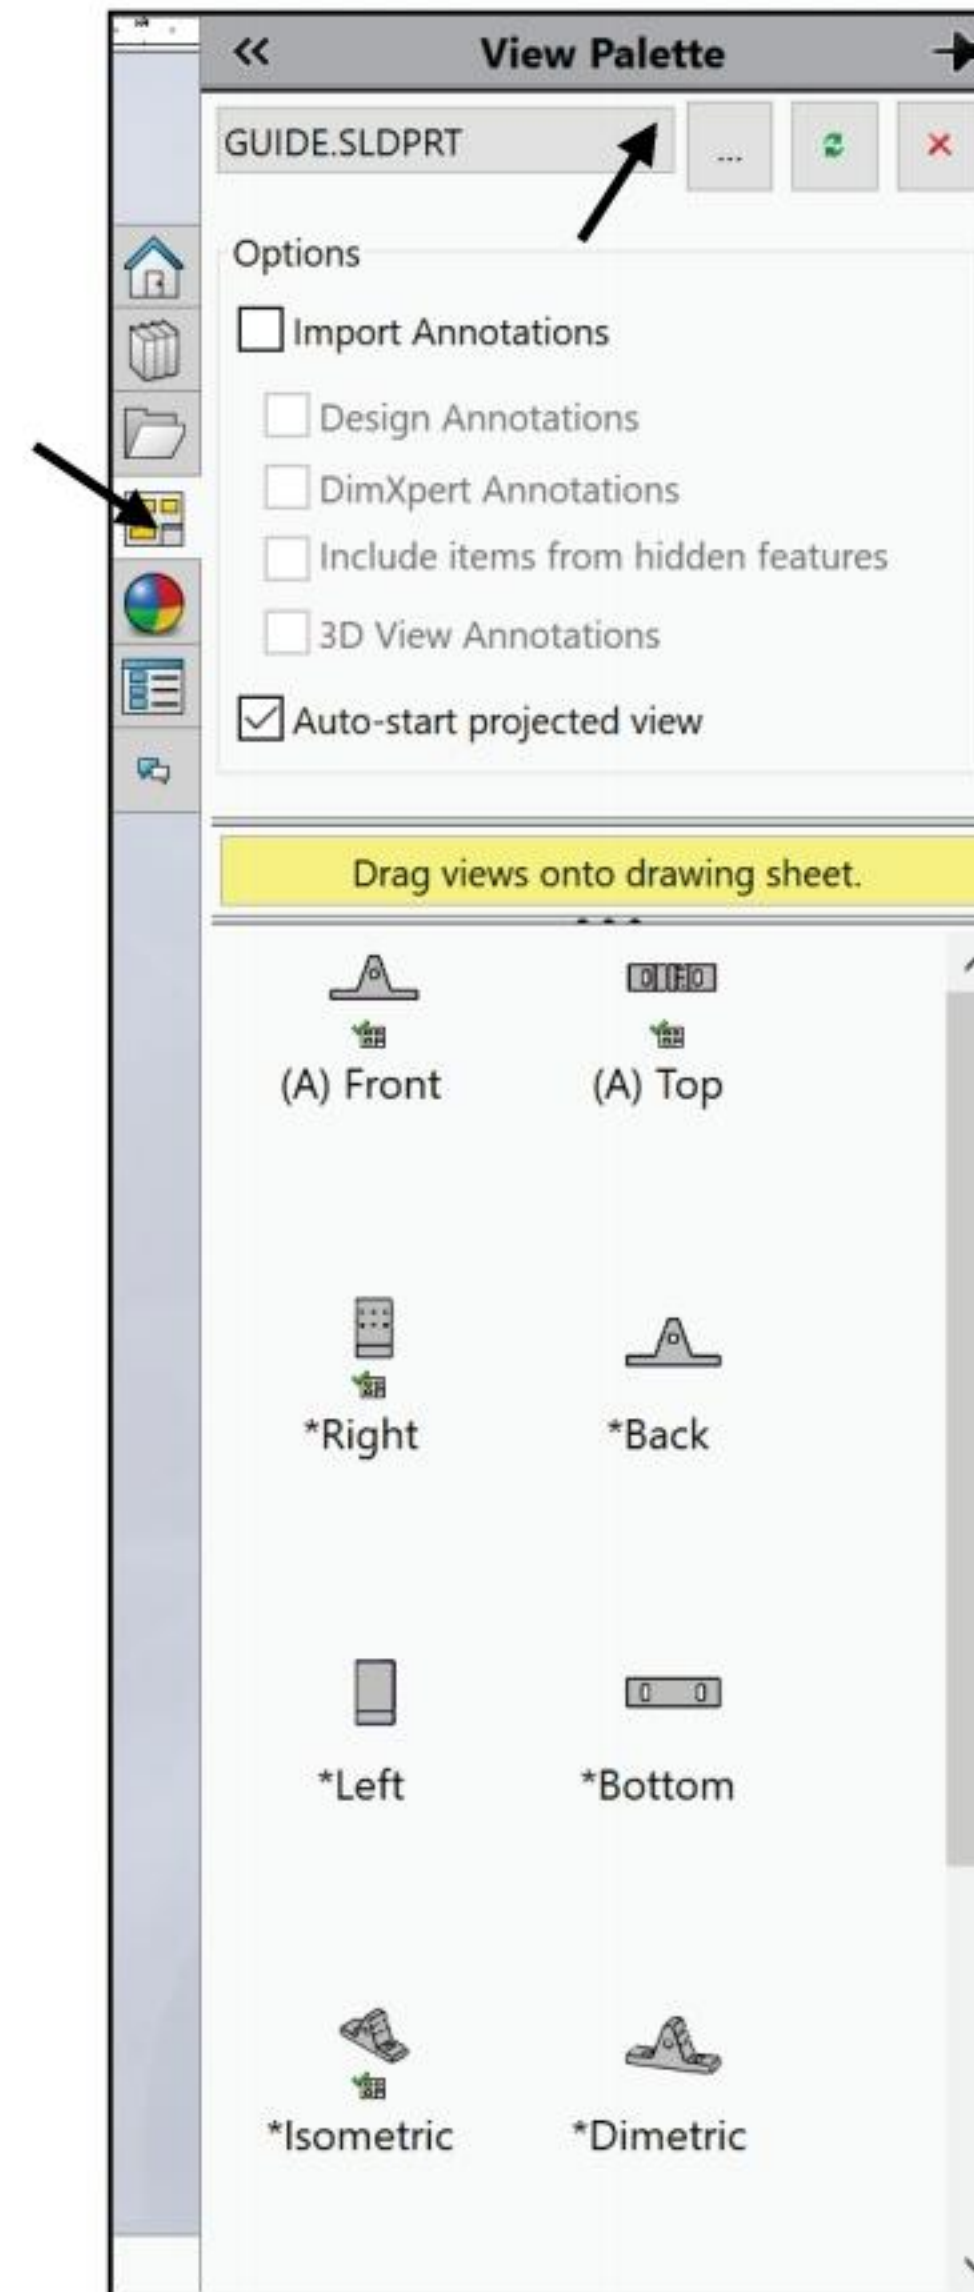 View Palette
GUIDE.SLDPRT
...
Options
Import Annotations
Design Annotations
DimXpert Annotations
Include items from hidden features
3D View Annotations
Auto-start projected view
Drag views onto drawing sheet.
(A) Front (A) Top
*Right *Back
*Left *Bottom
*Isometric *Dimetric